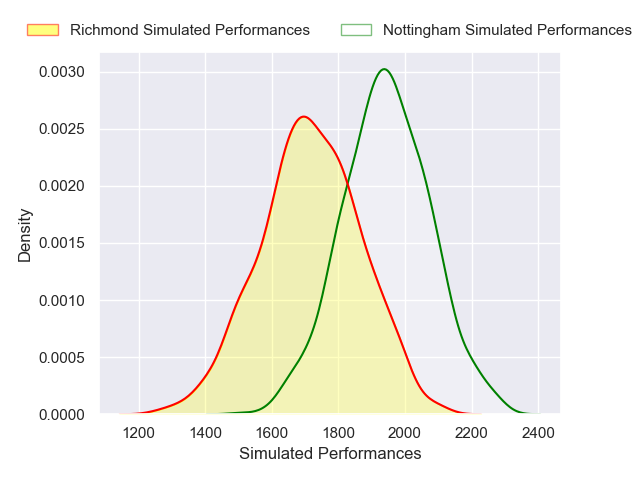 Richmond Simulated Performances Nottingham Simulated Performances
0.0030
0.0025
0.0020
0.0015
0.0010
0.0005
0.0000
Density
1200 1400 1600 1800 2000 2200 2400
Simulated Performances